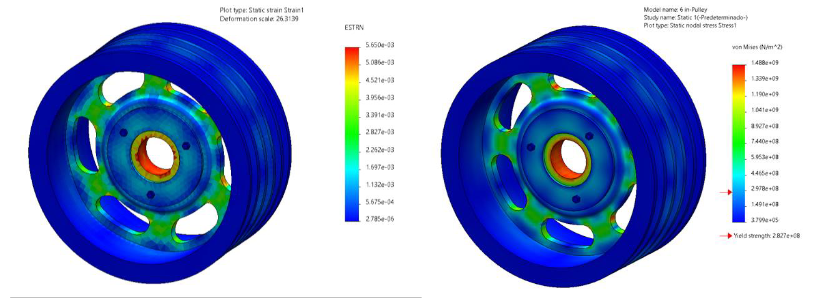 Plot type: Static strain Strain1
Deformation scale: 26.3139
ESTRN
5.650e-03
5.086e-03
4.521e-03
3.956e-03
3.391e-03
2.827e-03
2.262e-03
1.697e-03
1.132e-03
5.675e-04
2.785e-06
Model name: 6 in-Pulley
Study name: Static 1(-Predeterminado-)
Plot type: Static nodal stress Stress1
von Mises (N/m^2)
1.488e+09
1.339e+09
1.190e+09
1.041e+09
8.927e+08
7.440e+08
5.953e+08
4.465e+08
2.978e+08
1.491e+08
3.799e+05
Yield strength: 2.827e+08